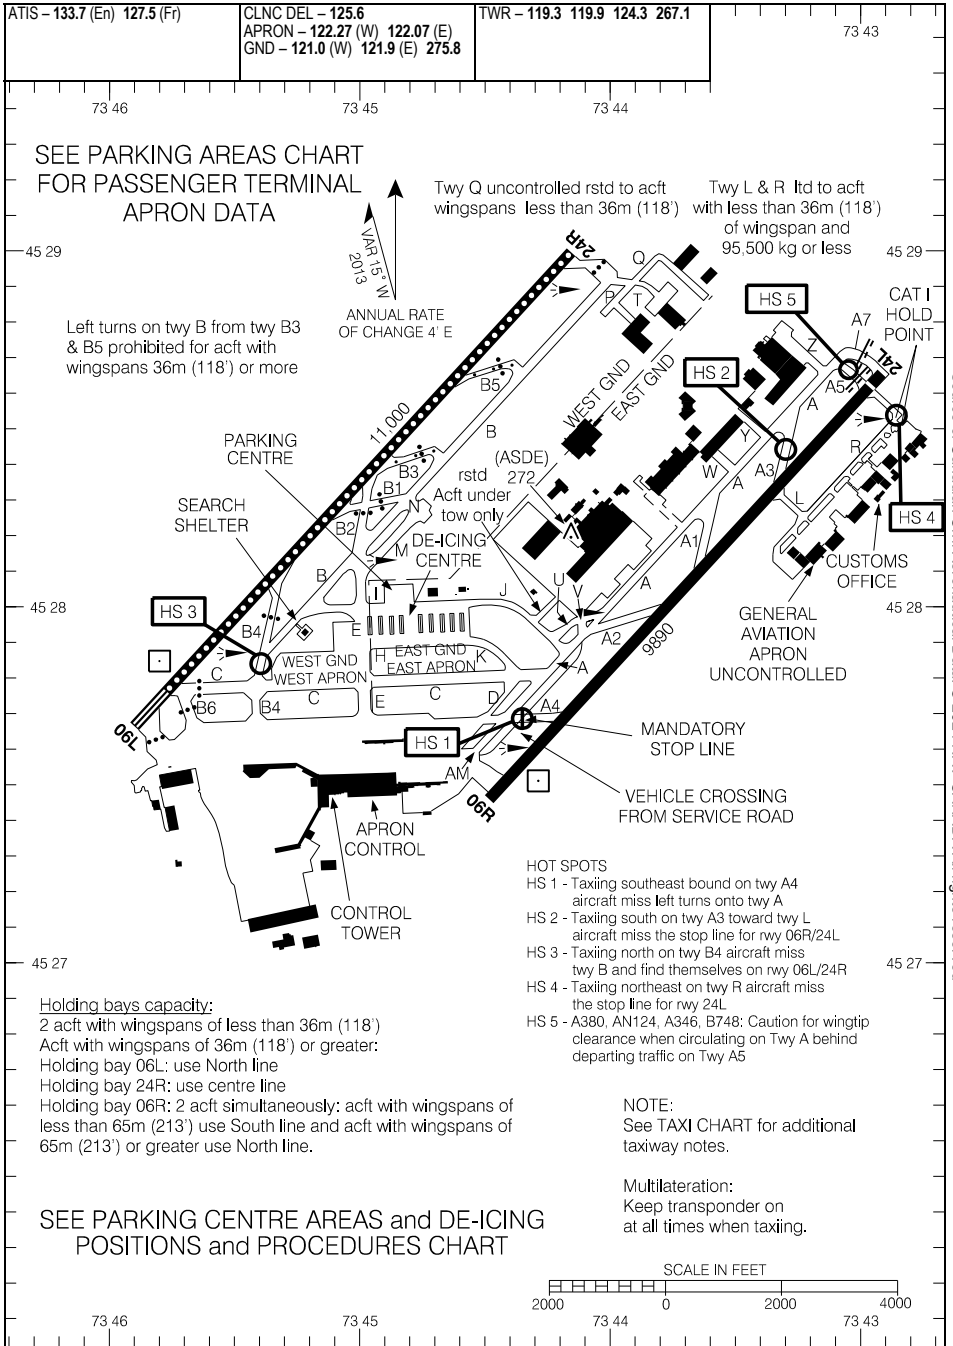 ATIS – 133.7 (En) 127.5 (Fr)
CLNC DEL – 125.6
APRON – 122.27 (W) 122.07 (E)
GND – 121.0 (W) 121.9 (E) 275.8
TWR – 119.3 119.9 124.3 267.1
73 43
73 46
73 45
73 44
SEE PARKING AREAS CHART
FOR PASSENGER TERMINAL
APRON DATA
VAR 15° W
2013
ANNUAL RATE
OF CHANGE 4' E
Twy Q uncontrolled rstd to acft
wingspans less than 36m (118')
Twy L & R ltd to acft
with less than 36m (118')
of wingspan and
95,500 kg or less
45 29
45 29
24R
Q
P
T
HS 5
CAT I
HOLD
POINT
A7
Z
24L
A5
A
Left turns on twy B from twy B3
& B5 prohibited for acft with
wingspans 36m (118') or more
HS 2
WEST GND
EAST GND
B5
B
11,000
PARKING
CENTRE
B3
B1
N
B2
M
rstd
Acft under
tow only
(ASDE)
272
Y
W
A3
A
R
L
HS 4
SEARCH
SHELTER
DE-ICING
CENTRE
A1
CUSTOMS
OFFICE
B
I
J
U
V
A
45 28
45 28
HS 3
B4
E
A2
9890
GENERAL
AVIATION
APRON
UNCONTROLLED
WEST GND
WEST APRON
H
EAST GND
EAST APRON
K
A
C
C
C
B6
B4
E
D
A4
06L
HS 1
MANDATORY
STOP LINE
AM
06R
VEHICLE CROSSING
FROM SERVICE ROAD
APRON
CONTROL
CONTROL
TOWER
HOT SPOTS
HS 1 - Taxiing southeast bound on twy A4
aircraft miss left turns onto twy A
HS 2 - Taxiing south on twy A3 toward twy L
aircraft miss the stop line for rwy 06R/24L
HS 3 - Taxiing north on twy B4 aircraft miss
twy B and find themselves on rwy 06L/24R
HS 4 - Taxiing northeast on twy R aircraft miss
the stop line for rwy 24L
HS 5 - A380, AN124, A346, B748: Caution for wingtip
clearance when circulating on Twy A behind
departing traffic on Twy A5
45 27
45 27
Holding bays capacity:
2 acft with wingspans of less than 36m (118')
Acft with wingspans of 36m (118') or greater:
Holding bay 06L: use North line
Holding bay 24R: use centre line
Holding bay 06R: 2 acft simultaneously: acft with wingspans of
less than 65m (213') use South line and acft with wingspans of
65m (213') or greater use North line.
NOTE:
See TAXI CHART for additional
taxiway notes.
Multilateration:
Keep transponder on
at all times when taxiing.
SEE PARKING CENTRE AREAS and DE-ICING
POSITIONS and PROCEDURES CHART
SCALE IN FEET
2000
0
2000
4000
73 46
73 45
73 44
73 43